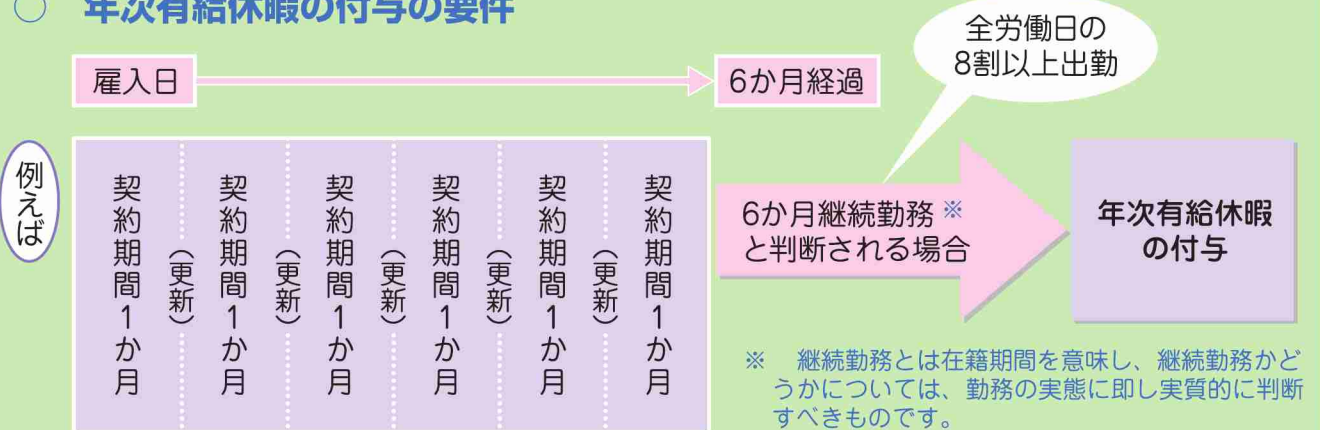 ○ 年次有給休暇の付与の要件
全労働日の
8割以上出勤
雇入日
6か月経過
例えば
契約期間1か月
（更新）
契約期間1か月
（更新）
契約期間1か月
（更新）
契約期間1か月
（更新）
契約期間1か月
（更新）
契約期間1か月
6か月継続勤務※
と判断される場合
年次有給休暇
の付与
※ 継続勤務とは在籍期間を意味し、継続勤務かど
うかについては、勤務の実態に即し実質的に判断
すべきものです。